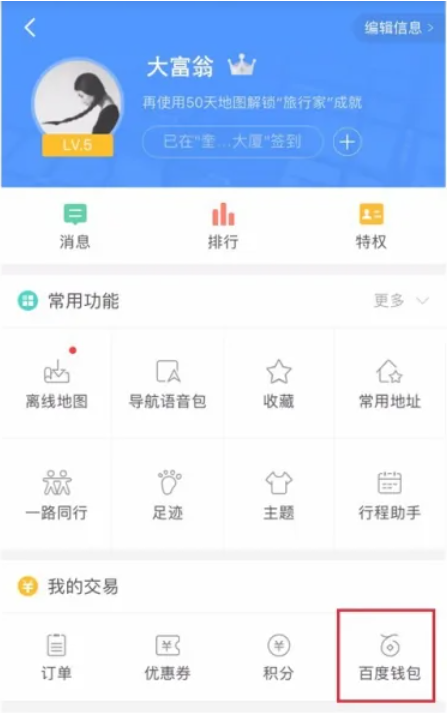 编辑信息 >
大富翁
再使用50天地图解锁“旅行家”成就
LV.5
已在“奎...大厦”签到
消息 排行 特权
常用功能 更多
离线地图 导航语音包 收藏 常用地址
一路同行 足迹 主题 行程助手
我的交易
订单 优惠券 积分 百度钱包